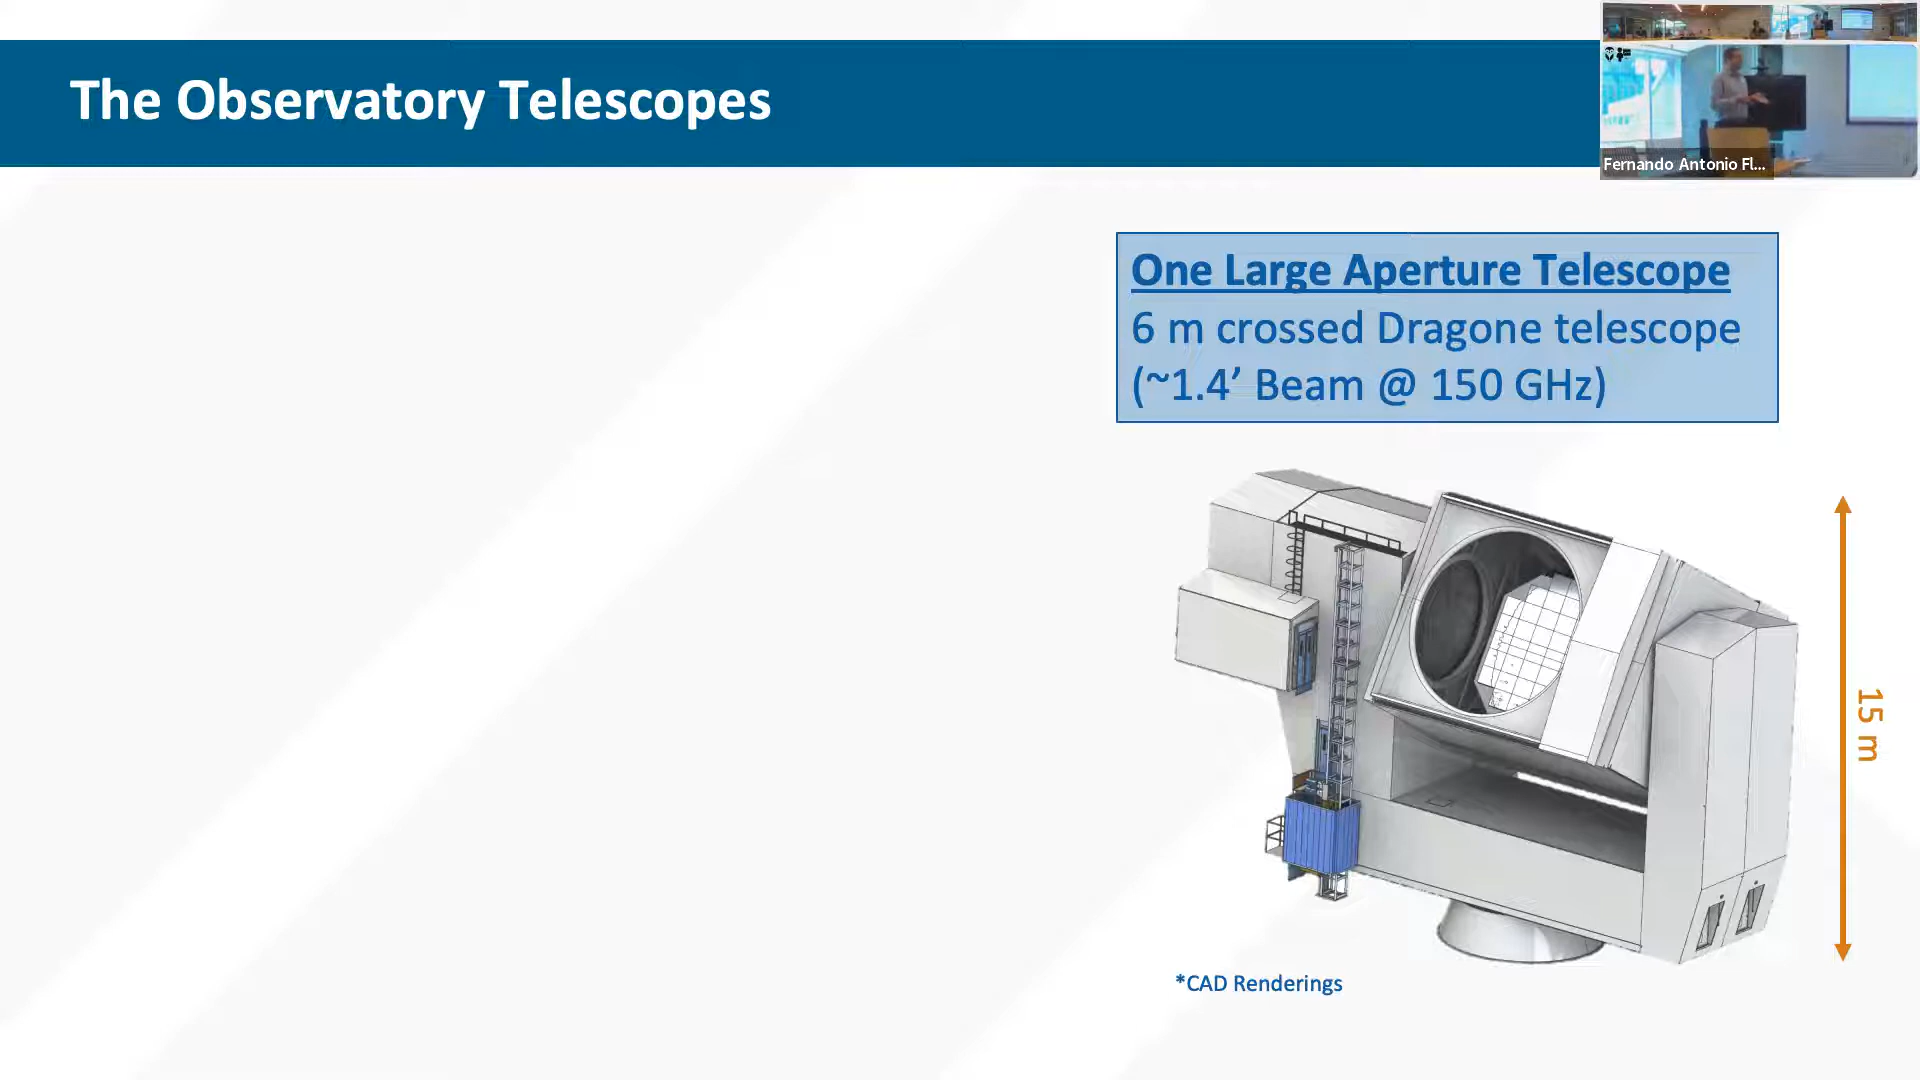 The Observatory Telescopes
Fernando Antonio Fl...
One Large Aperture Telescope
6 m crossed Dragone telescope
(~1.4’ Beam @ 150 GHz)
15 m
*CAD Renderings